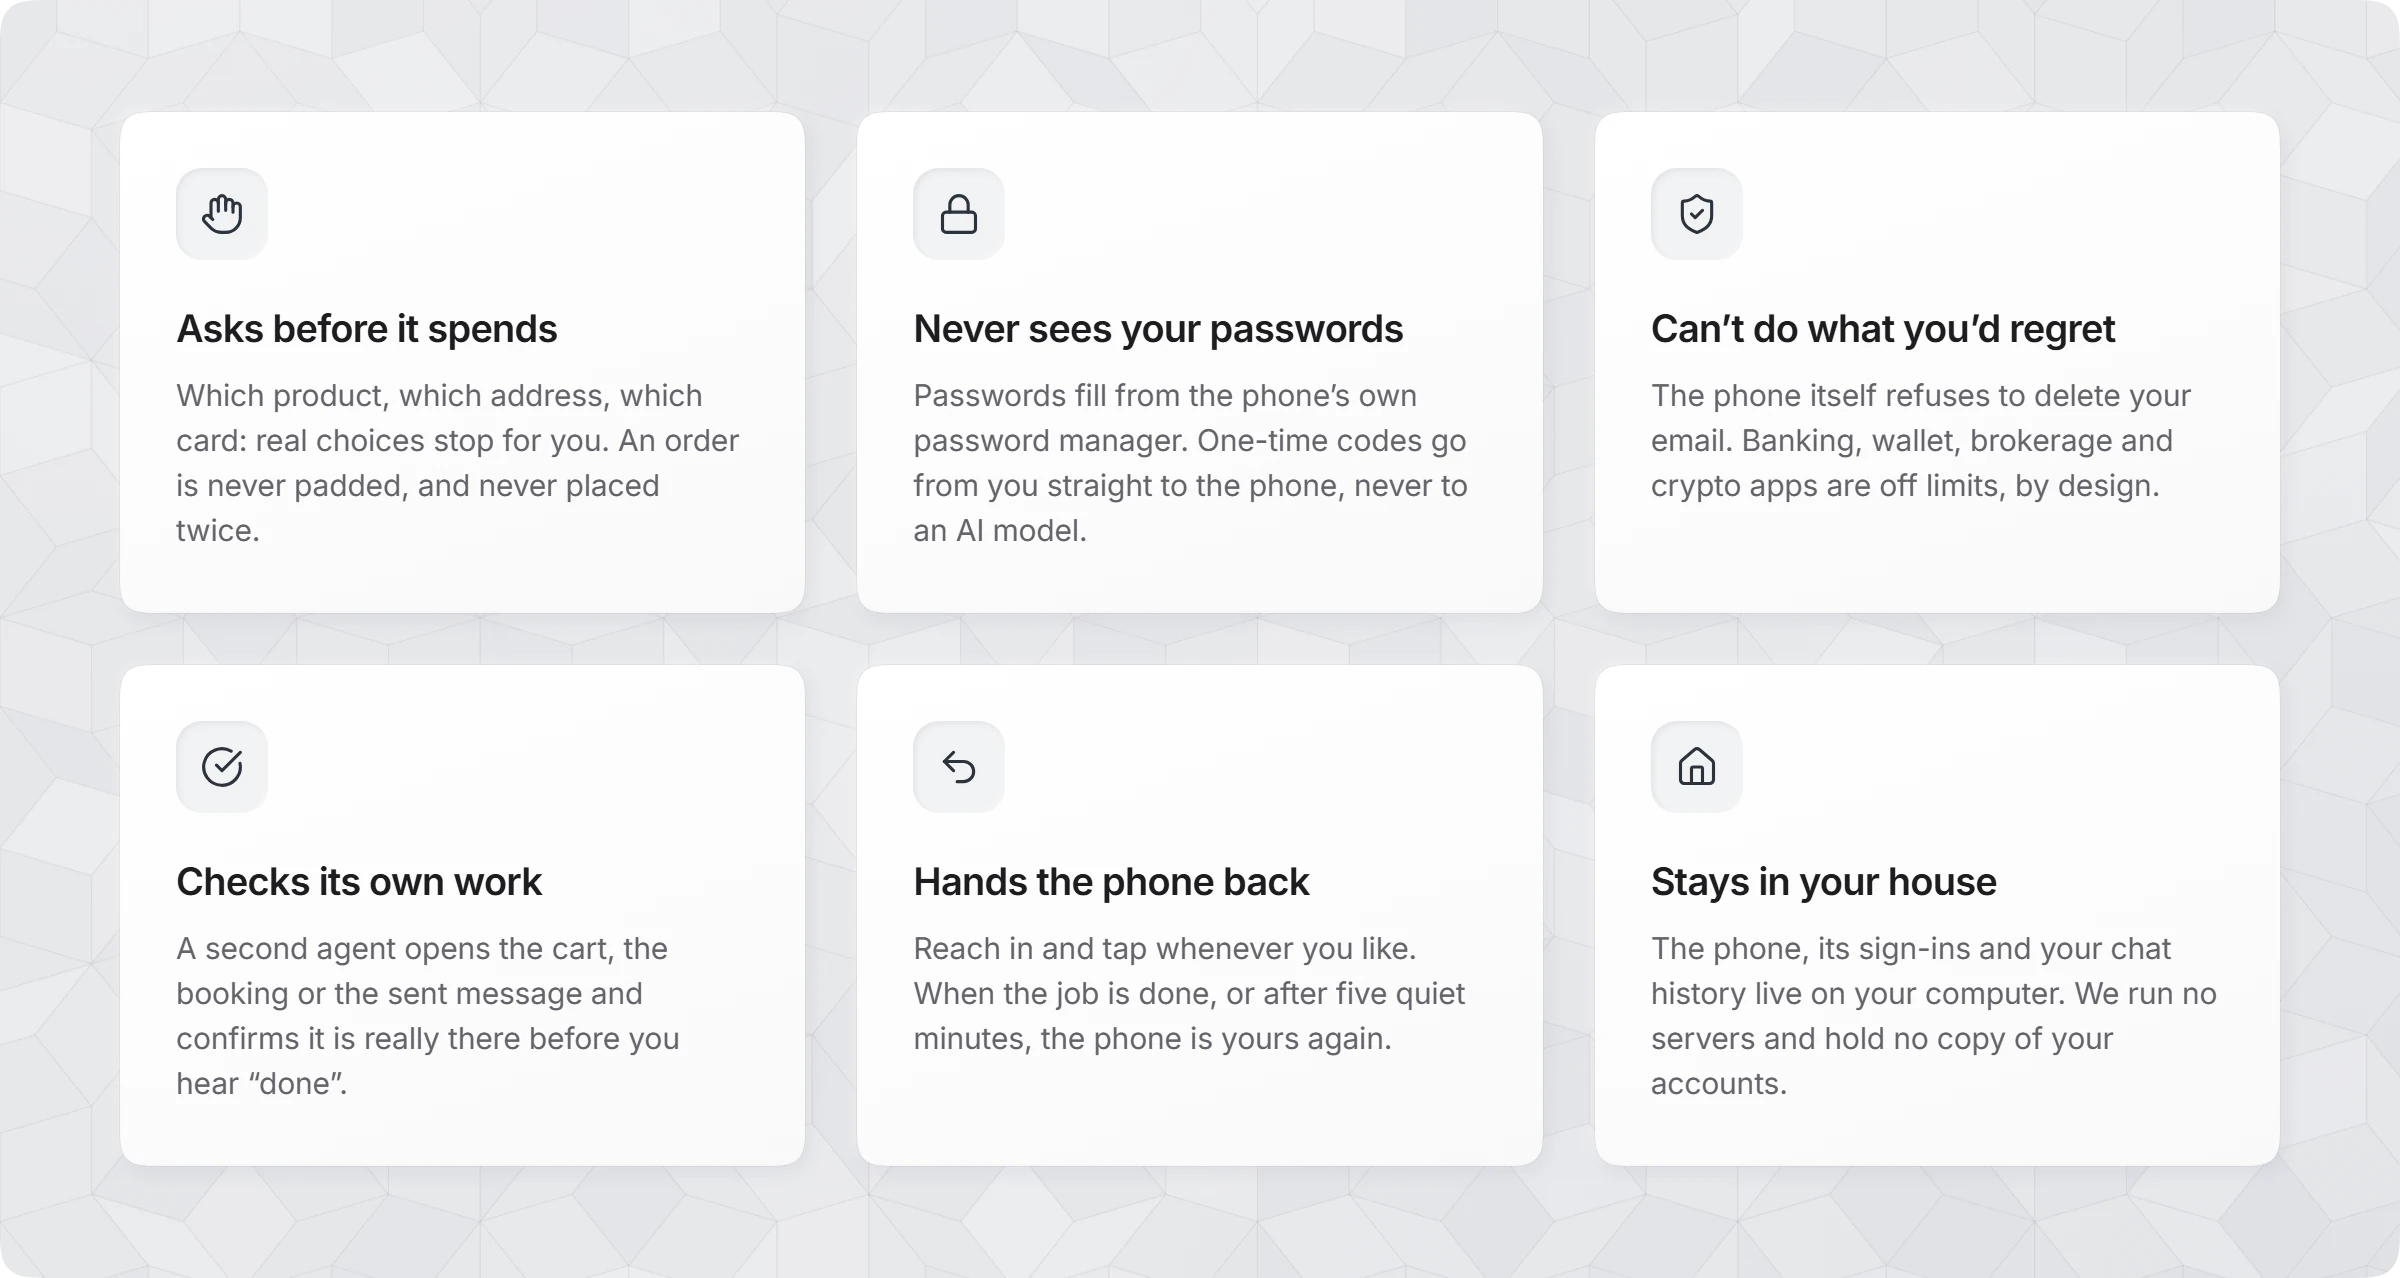 Asks before it spends
Which product, which address, which
card: real choices stop for you. An order
is never padded, and never placed
twice.
Never sees your passwords
Passwords fill from the phone’s own
password manager. One-time codes go
from you straight to the phone, never to
an AI model.
Can’t do what you’d regret
The phone itself refuses to delete your
email. Banking, wallet, brokerage and
crypto apps are off limits, by design.
Checks its own work
A second agent opens the cart, the
booking or the sent message and
confirms it is really there before you
hear “done”.
Hands the phone back
Reach in and tap whenever you like.
When the job is done, or after five quiet
minutes, the phone is yours again.
Stays in your house
The phone, its sign-ins and your chat
history live on your computer. We run no
servers and hold no copy of your
accounts.